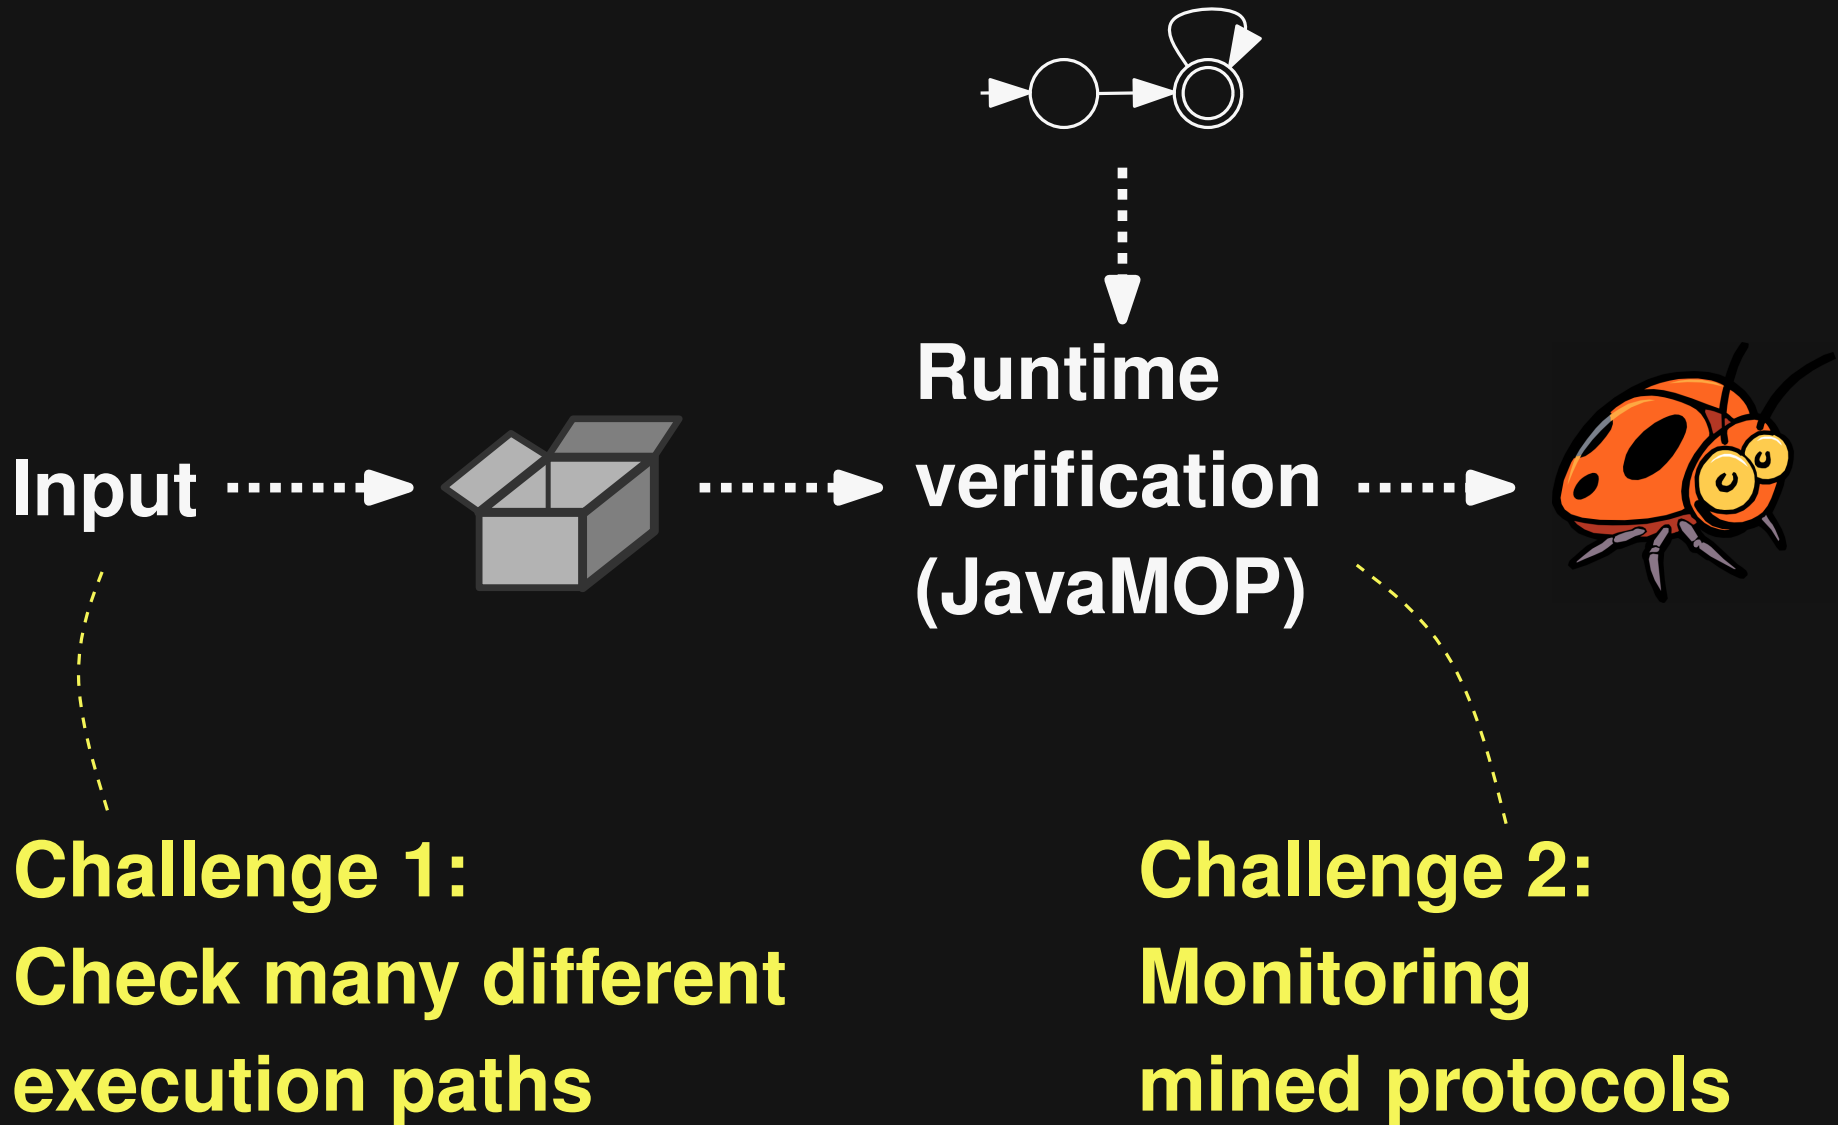 Runtime
verification
(JavaMOP)
Input
Challenge 1:
Check many different
execution paths
Challenge 2:
Monitoring
mined protocols